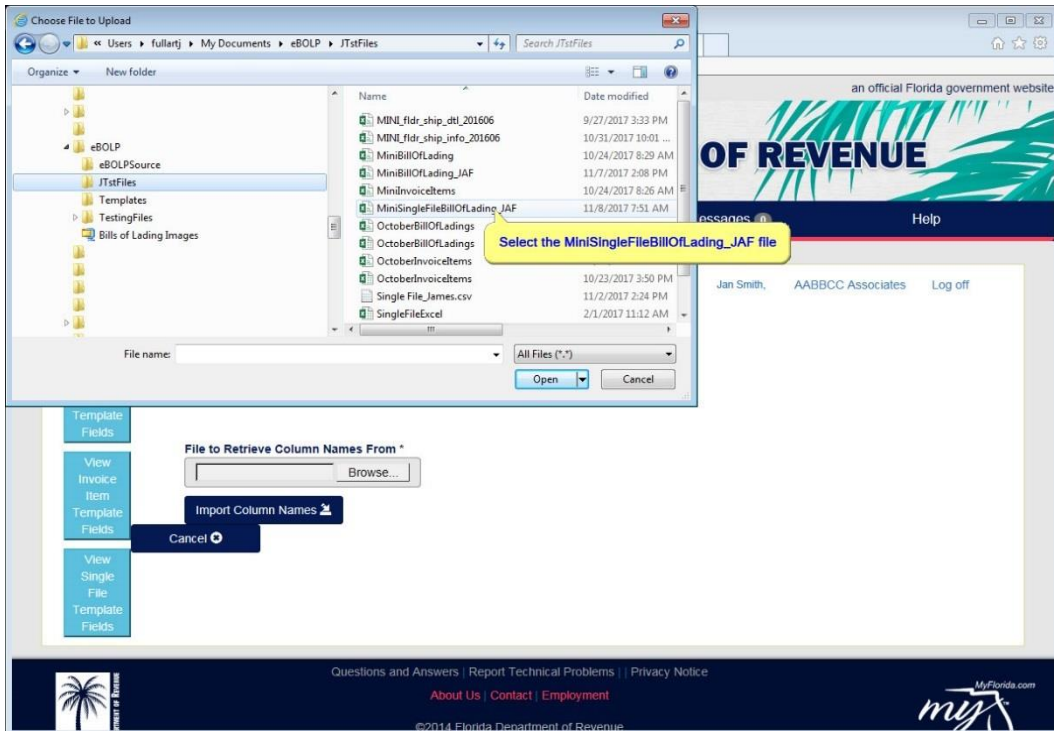 Choose File to Upload
« Users ▸ fullartj ▸ My Documents ▸ eBOLP ▸ JTstFiles
Search JTstFiles
Organize
New folder
Name
Date modified
MINI_fldr_ship_dtl_201606 9/27/2017 3:33 PM
MINI_fldr_ship_info_201606 10/31/2017 10:01 ...
MiniBillOfLading 10/24/2017 8:29 AM
MiniBillOfLading_JAF 11/7/2017 2:08 PM
MiniInvoiceItems 10/24/2017 8:26 AM
MiniSingleFileBillOfLading_JAF 11/8/2017 7:51 AM
OctoberBillOfLadings
OctoberBillOfLadings
OctoberInvoiceItems 10/23/2017 3:50 PM
Single File_James.csv 11/2/2017 2:24 PM
SingleFileExcel 2/1/2017 11:12 AM
eBOLP
eBOLPSource
JTstFiles
Templates
TestingFiles
Bills of Lading Images
Select the MiniSingleFileBillOfLading_JAF file
File name:
All Files (*.*)
Open
Cancel
an official Florida government website
OF REVENUE
essages 0
Help
Jan Smith, AABBCC Associates Log off
Template
Fields
View
Invoice
Item
Template
Fields
View
Single
File
Template
Fields
File to Retrieve Column Names From *
Browse...
Import Column Names
Cancel
Questions and Answers | Report Technical Problems | | Privacy Notice
About Us | Contact | Employment
©2014 Florida Department of Revenue
MyFlorida.com
my